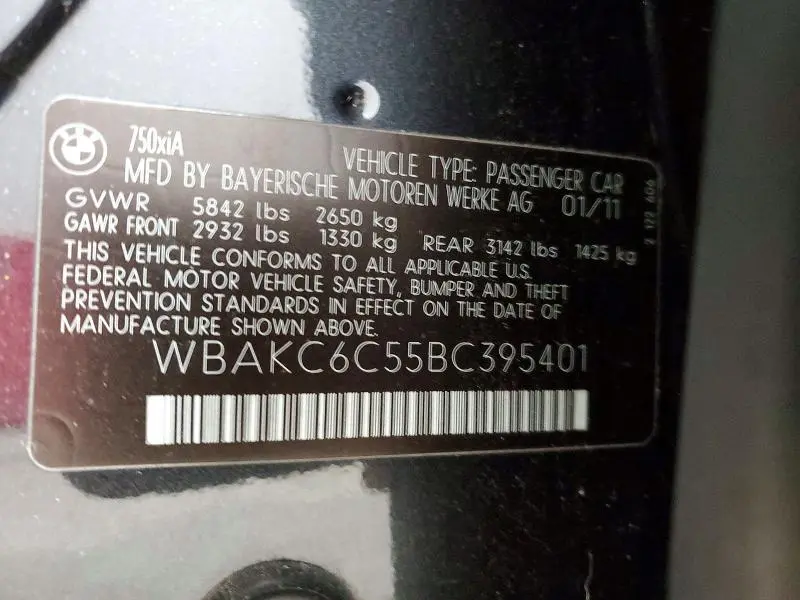 BMW
750xiA
VEHICLE TYPE: PASSENGER CAR
MFD BY BAYERISCHE MOTOREN WERKE AG 01/11
GVWR 5842 lbs 2650 kg
GAWR FRONT 2932 lbs 1330 kg REAR 3142 lbs 1425 kg
THIS VEHICLE CONFORMS TO ALL APPLICABLE U.S.
FEDERAL MOTOR VEHICLE SAFETY, BUMPER AND THEFT
PREVENTION STANDARDS IN EFFECT ON THE DATE OF
MANUFACTURE SHOWN ABOVE.
WBAKC6C55BC395401